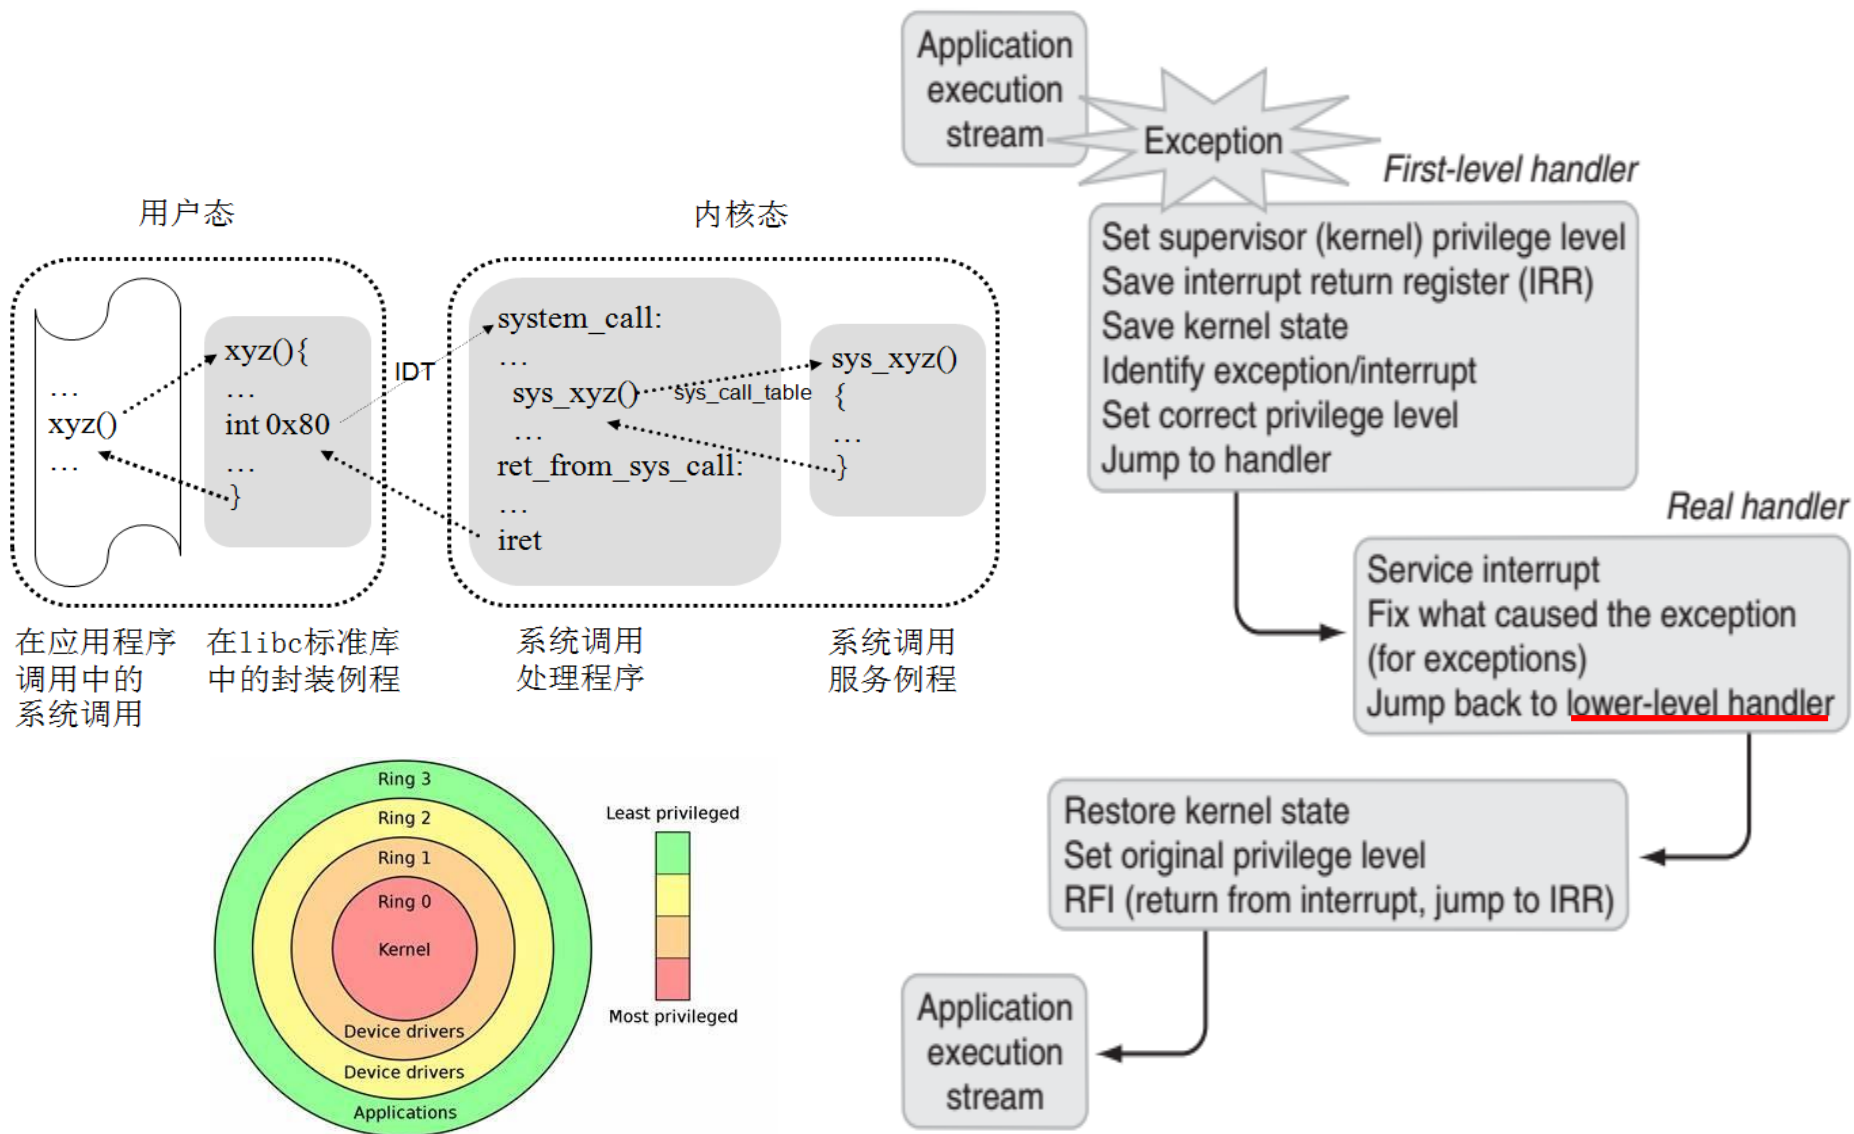 用户态
内核态
…
xyz()
…
xyz(){
…
int 0x80
…
}
IDT
system_call:
…
sys_xyz()
…
ret_from_sys_call:
…
iret
sys_call_table
sys_xyz()
{
…
}
在应用程序
调用中的
系统调用
在libc标准库
中的封装例程
系统调用
处理程序
系统调用
服务例程
Ring 3
Ring 2
Ring 1
Ring 0
Kernel
Device drivers
Device drivers
Applications
Least privileged
Most privileged
Application
execution
stream
Exception
First-level handler
Set supervisor (kernel) privilege level
Save interrupt return register (IRR)
Save kernel state
Identify exception/interrupt
Set correct privilege level
Jump to handler
Real handler
Service interrupt
Fix what caused the exception
(for exceptions)
Jump back to lower-level handler
Restore kernel state
Set original privilege level
RFI (return from interrupt, jump to IRR)
Application
execution
stream